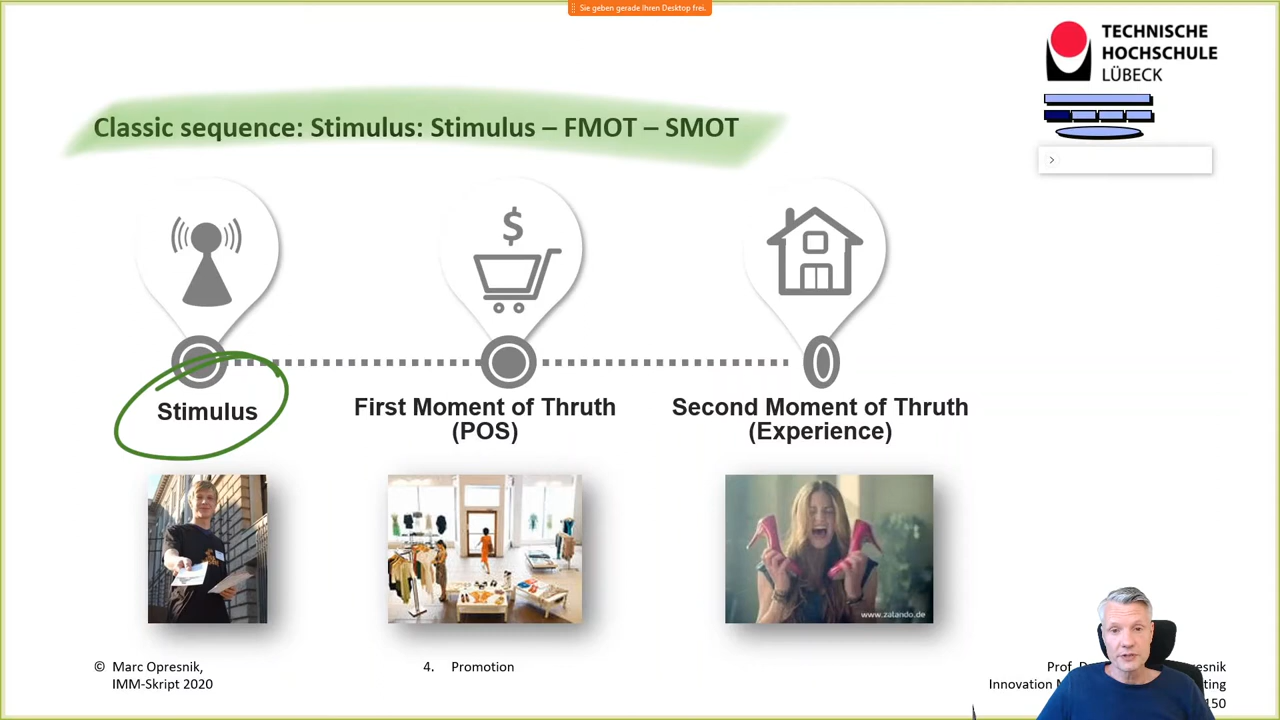 Sie geben gerade Ihren Desktop frei.
TECHNISCHE
HOCHSCHULE
LÜBECK
Classic sequence: Stimulus: Stimulus – FMOT – SMOT
$
Stimulus
First Moment of Thruth
(POS)
Second Moment of Thruth
(Experience)
www.zalando.de
© Marc Opresnik,
IMM-Skript 2020
4. Promotion
Prof.
Innovation
150